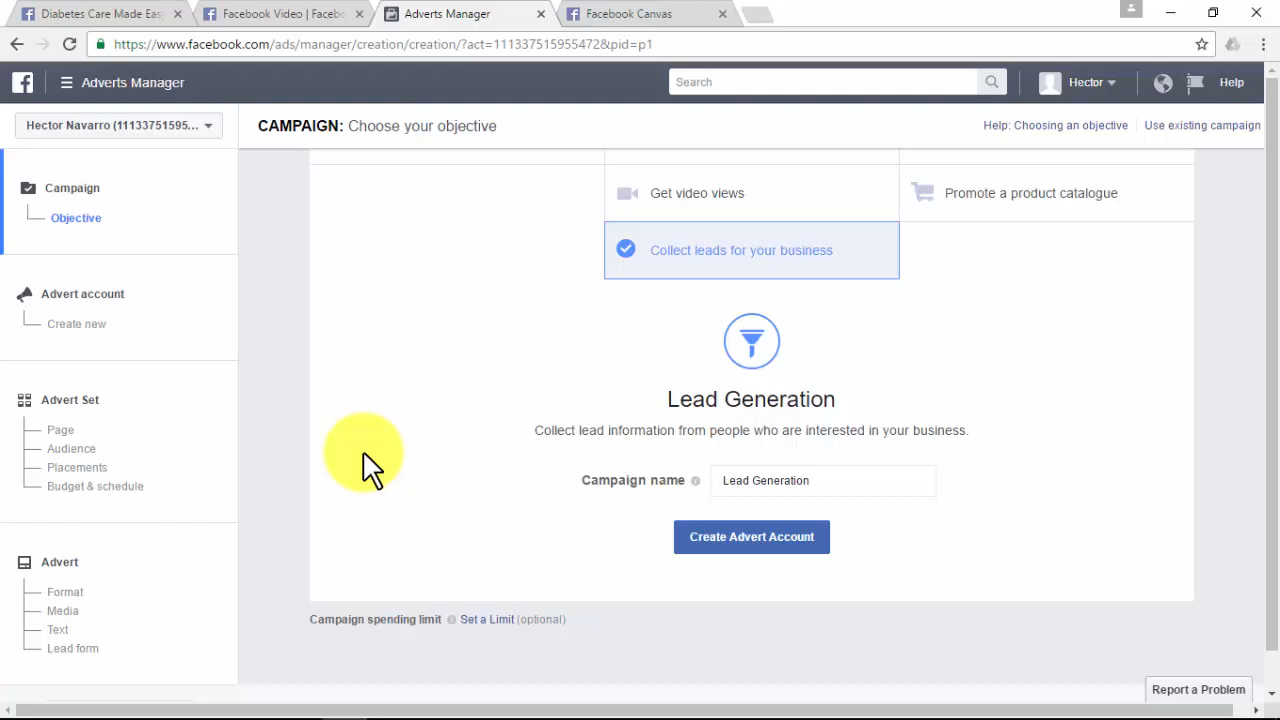 Diabetes Care Made Easy
Facebook Video | Facebo
Adverts Manager
Facebook Canvas
https://www.facebook.com/ads/manager/creation/creation/?act=111337515955472&pid=p1
Adverts Manager
Search
Hector
Help
Hector Navarro (11133751595...
CAMPAIGN: Choose your objective
Help: Choosing an objective
Use existing campaign
Campaign
Objective
Advert account
Create new
Advert Set
Page
Audience
Placements
Budget & schedule
Advert
Format
Media
Text
Lead form
Get video views
Promote a product catalogue
Collect leads for your business
Lead Generation
Collect lead information from people who are interested in your business.
Campaign name
Lead Generation
Create Advert Account
Campaign spending limit Set a Limit (optional)
Report a Problem